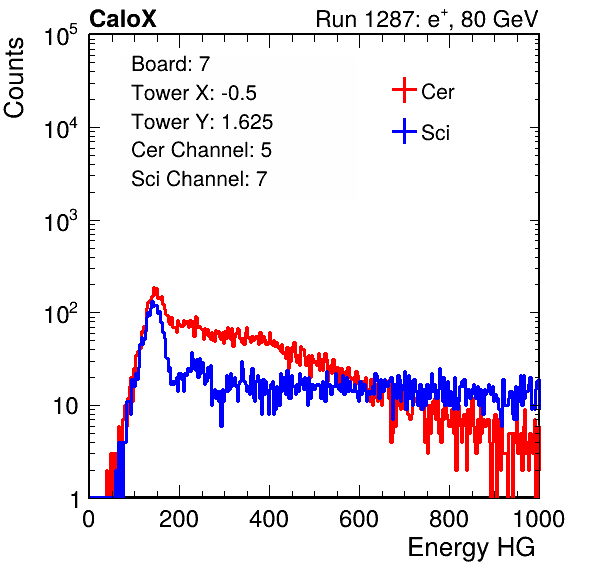 CaloX Run 1287: e⁺, 80 GeV
Counts
Board: 7
Tower X: -0.5
Tower Y: 1.625
Cer Channel: 5
Sci Channel: 7
Cer
Sci
10⁵
10⁴
10³
10²
10
1
0 200 400 600 800 1000
Energy HG